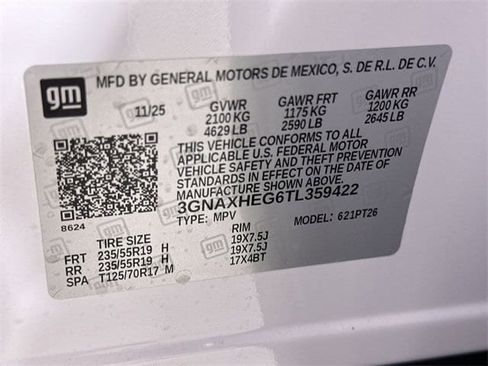 gm
MFD BY GENERAL MOTORS DE MEXICO, S. DE R.L. DE C.V.
11/25 GVWR GAWR FRT GAWR RR
2100 KG 1175 KG 1200 KG
4629 LB 2590 LB 2645 LB
THIS VEHICLE CONFORMS TO ALL
APPLICABLE U.S. FEDERAL MOTOR
VEHICLE SAFETY AND THEFT PREVENTION
STANDARDS IN EFFECT ON THE DATE OF
MANUFACTURE SHOWN ABOVE.
3GNAXHEG6TL359422
8624 TYPE: MPV MODEL: 621PT26
TIRE SIZE RIM
FRT 235/55R19 H 19X7.5J
RR 235/55R19 H 19X7.5J
SPA T125/70R17 M 17X4BT